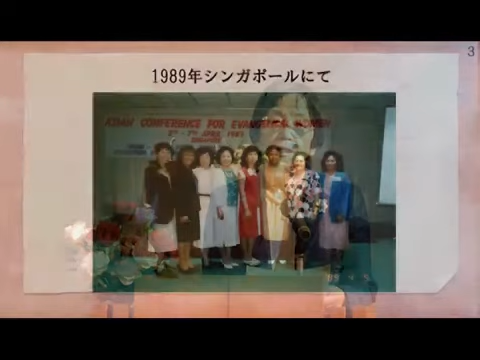 3
1989年シンガポールにて
ASIAN CONFERENCE FOR EVANGELICAL WOMEN
APRIL